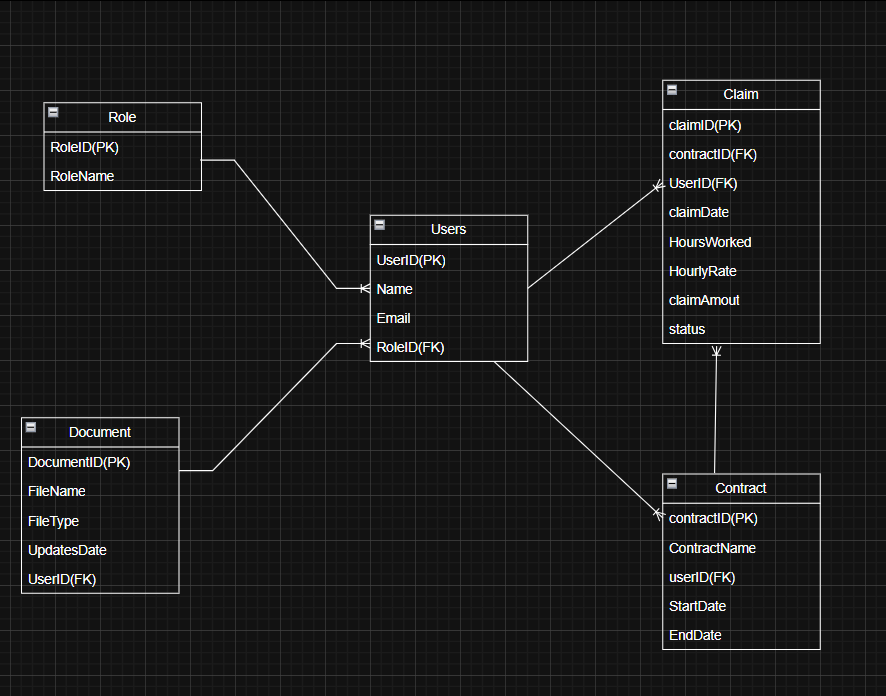 Role
RoleID(PK)
RoleName
Users
UserID(PK)
Name
Email
RoleID(FK)
Claim
claimID(PK)
contractID(FK)
UserID(FK)
claimDate
HoursWorked
HourlyRate
claimAmout
status
Document
DocumentID(PK)
FileName
FileType
UpdatesDate
UserID(FK)
Contract
contractID(PK)
ContractName
userID(FK)
StartDate
EndDate